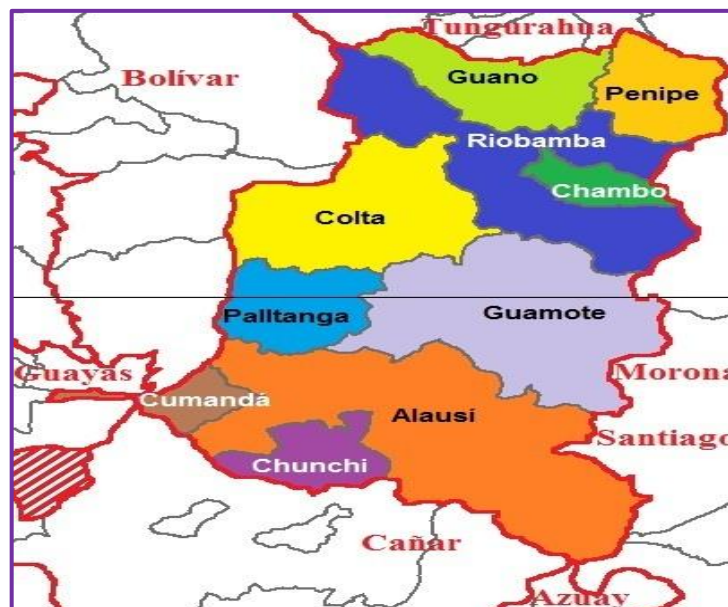 Tungurahua
Bolívar
Guano
Penipe
Riobamba
Chambo
Colta
Palltanga
Guamote
Guayas
Morona
Cumandá
Alausí
Santiago
Chunchi
Cañar
Azuay